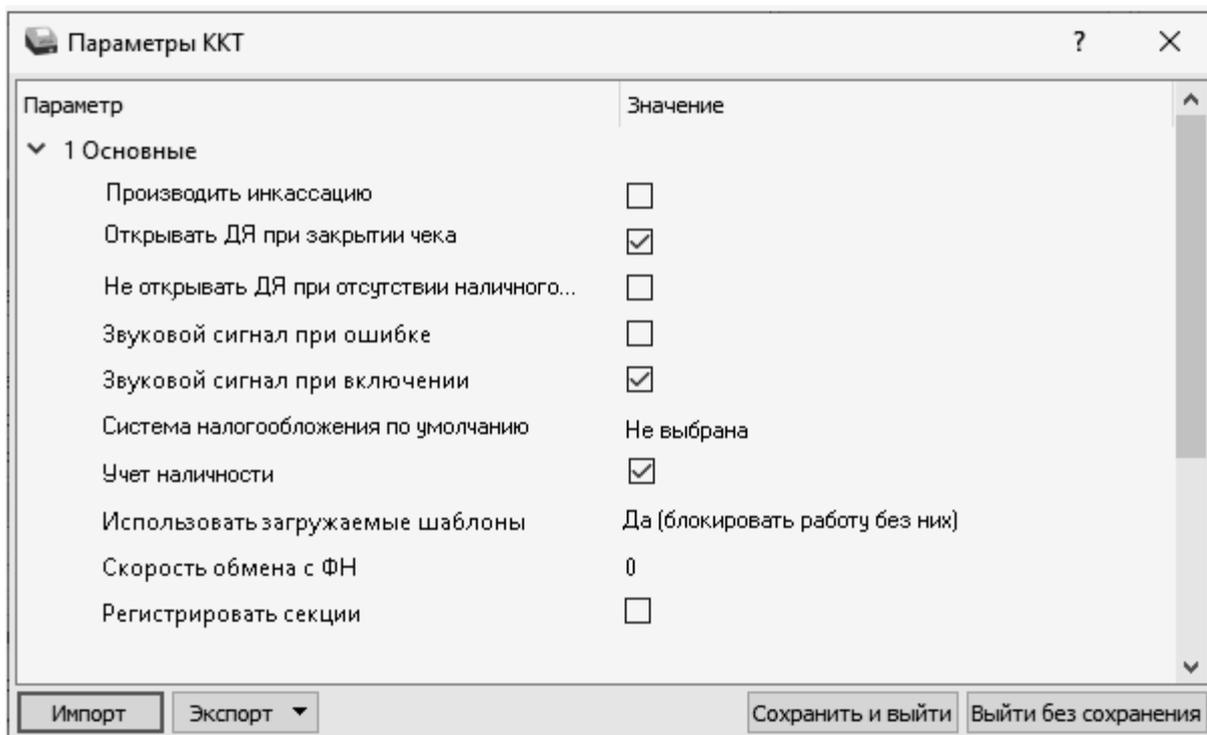 Параметры ККТ ?
Параметр Значение
1 Основные
Производить инкассацию
Открывать ДЯ при закрытии чека
Не открывать ДЯ при отсутствии наличного...
Звуковой сигнал при ошибке
Звуковой сигнал при включении
Система налогообложения по умолчанию Не выбрана
Учет наличности
Использовать загружаемые шаблоны Да (блокировать работу без них)
Скорость обмена с ФН 0
Регистрировать секции
Импорт Экспорт Сохранить и выйти Выйти без сохранения